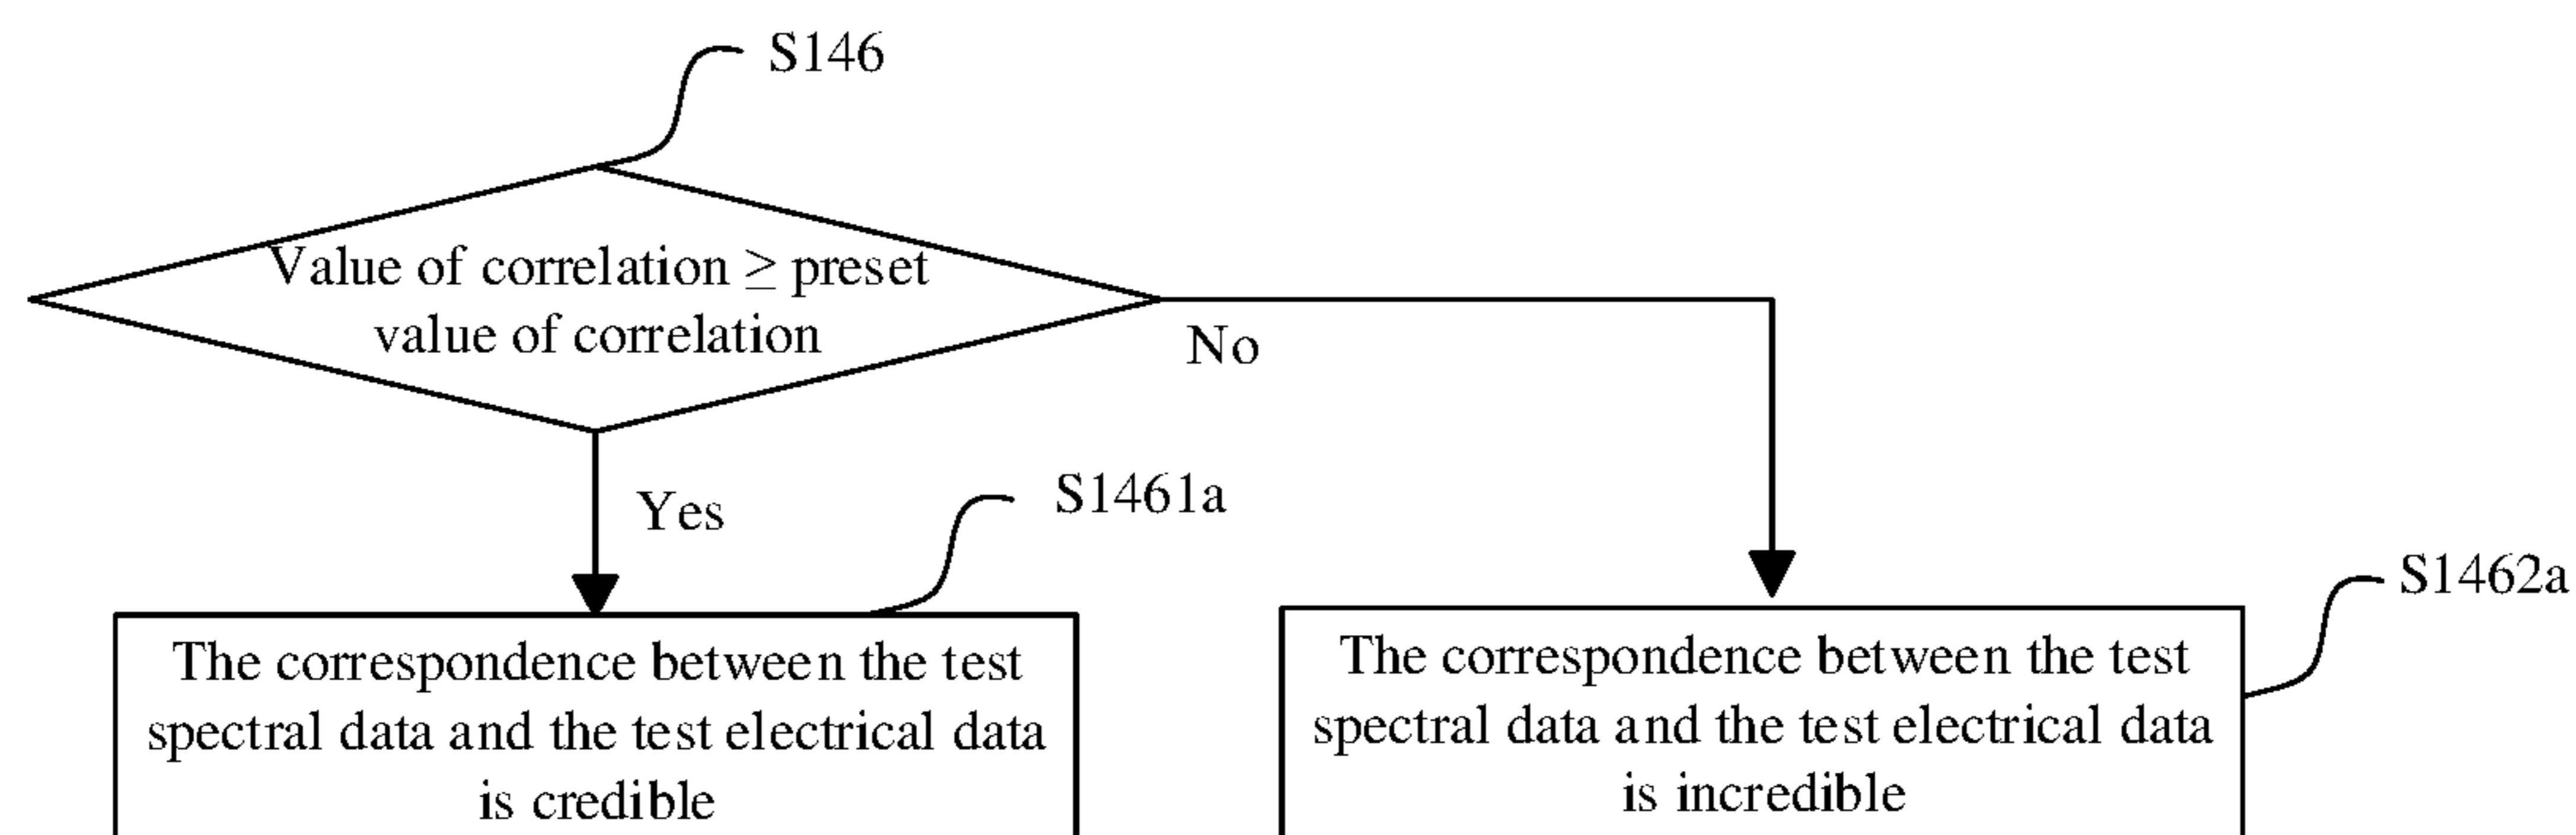 S146
Value of correlation ≥ preset
value of correlation
No
Yes
S1461a
S1462a
The correspondence between the test
spectral data and the test electrical data
is credible
The correspondence between the test
spectral data and the test electrical data
is incredible